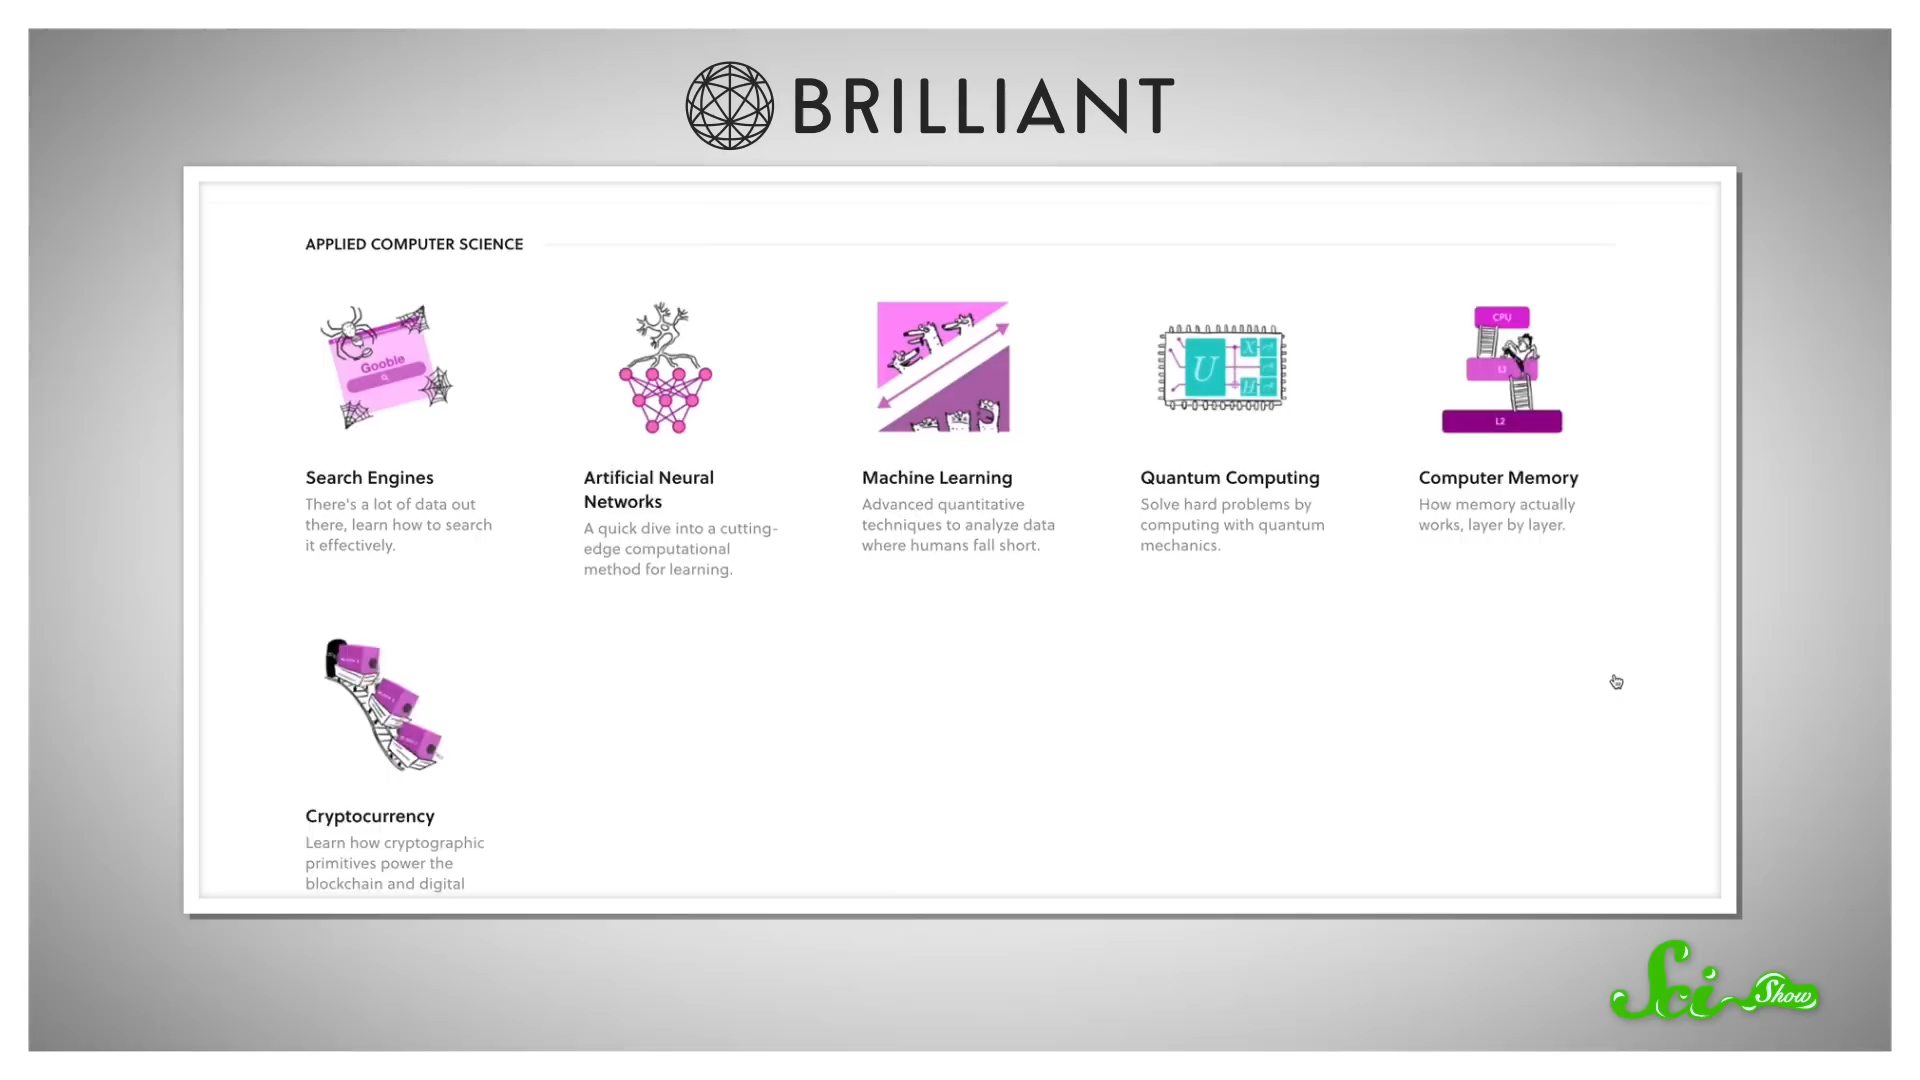 BRILLIANT
APPLIED COMPUTER SCIENCE
Gooble
U
X
H
CPU
L1
L2
Search Engines
There's a lot of data out
there, learn how to search
it effectively.
Artificial Neural
Networks
A quick dive into a cutting-
edge computational
method for learning.
Machine Learning
Advanced quantitative
techniques to analyze data
where humans fall short.
Quantum Computing
Solve hard problems by
computing with quantum
mechanics.
Computer Memory
How memory actually
works, layer by layer.
Cryptocurrency
Learn how cryptographic
primitives power the
blockchain and digital
Sci Show